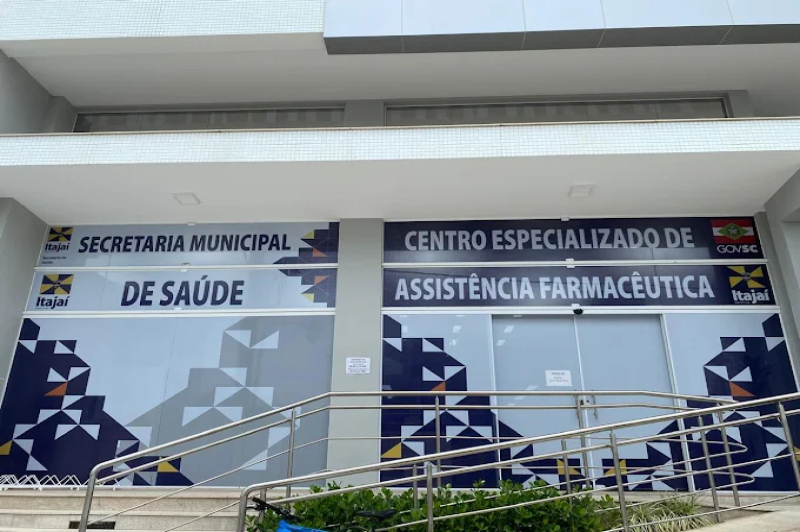 Itajaí
SECRETARIA MUNICIPAL
Itajaí
DE SAÚDE
CENTRO ESPECIALIZADO DE
GOVSC
ASSISTÊNCIA FARMACÊUTICA
Itajaí